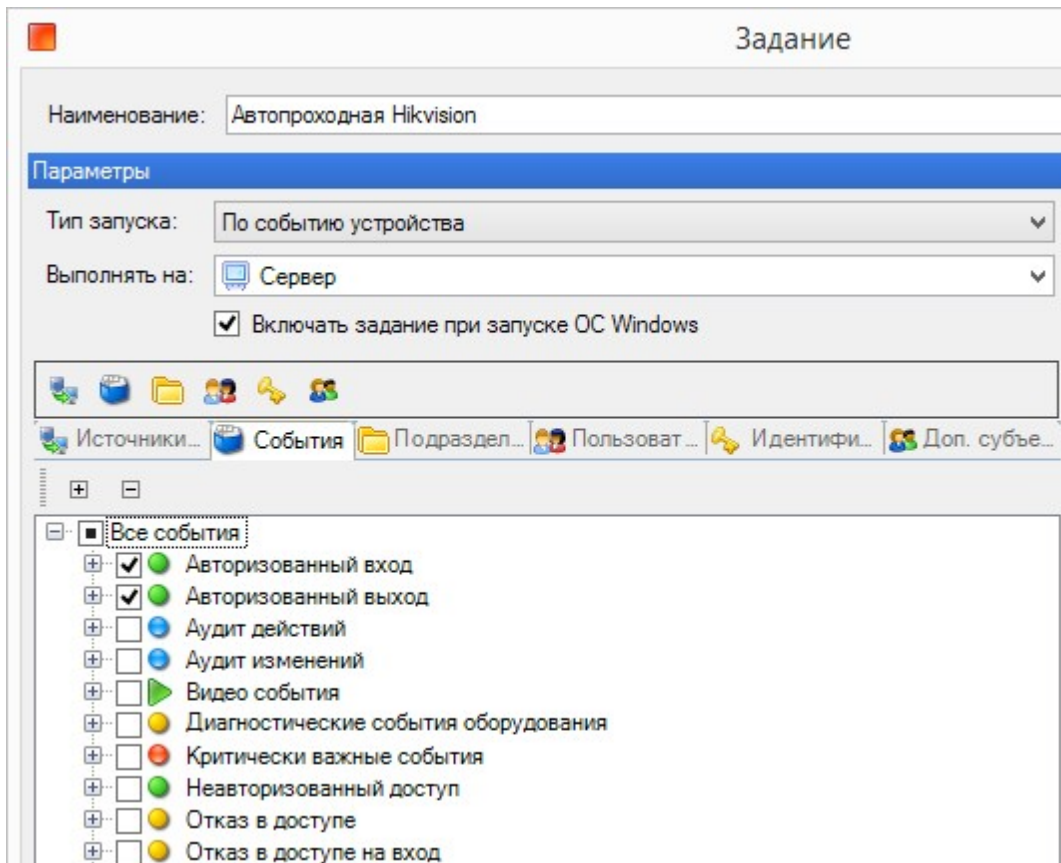 Задание
Наименование: Автопроходная Hikvision
Параметры
Тип запуска: По событию устройства
Выполнять на: Сервер
Включать задание при запуске ОС Windows
Источники... События Подраздел... Пользоват ... Идентифи... Доп. субъе...
Все события
Авторизованный вход
Авторизованный выход
Аудит действий
Аудит изменений
Видео события
Диагностические события оборудования
Критически важные события
Неавторизованный доступ
Отказ в доступе
Отказ в доступе на вход